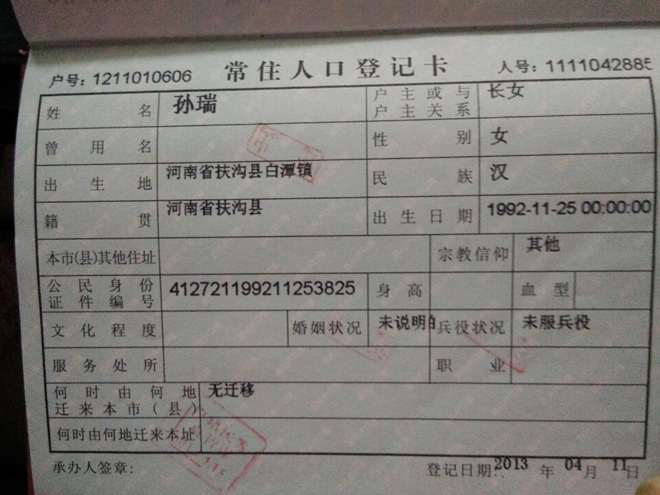 常住人口登记卡
户号：1211010606 人号：1111042885
姓名 孙瑞 户主或与户主关系 长女
曾用名 性别 女
出生地 河南省扶沟县白潭镇 民族 汉
籍贯 河南省扶沟县 出生日期 1992-11-25 00:00:00
本市(县)其他住址 宗教信仰 其他
公民身份证件编号 412721199211253825 身高 血型
文化程度 婚姻状况 未说明的 兵役状况 未服兵役
服务处所 职业
何时由何地迁来本市(县) 无迁移
何时由何地迁来本址
承办人签章： 登记日期：2013 年 04 月 11 日